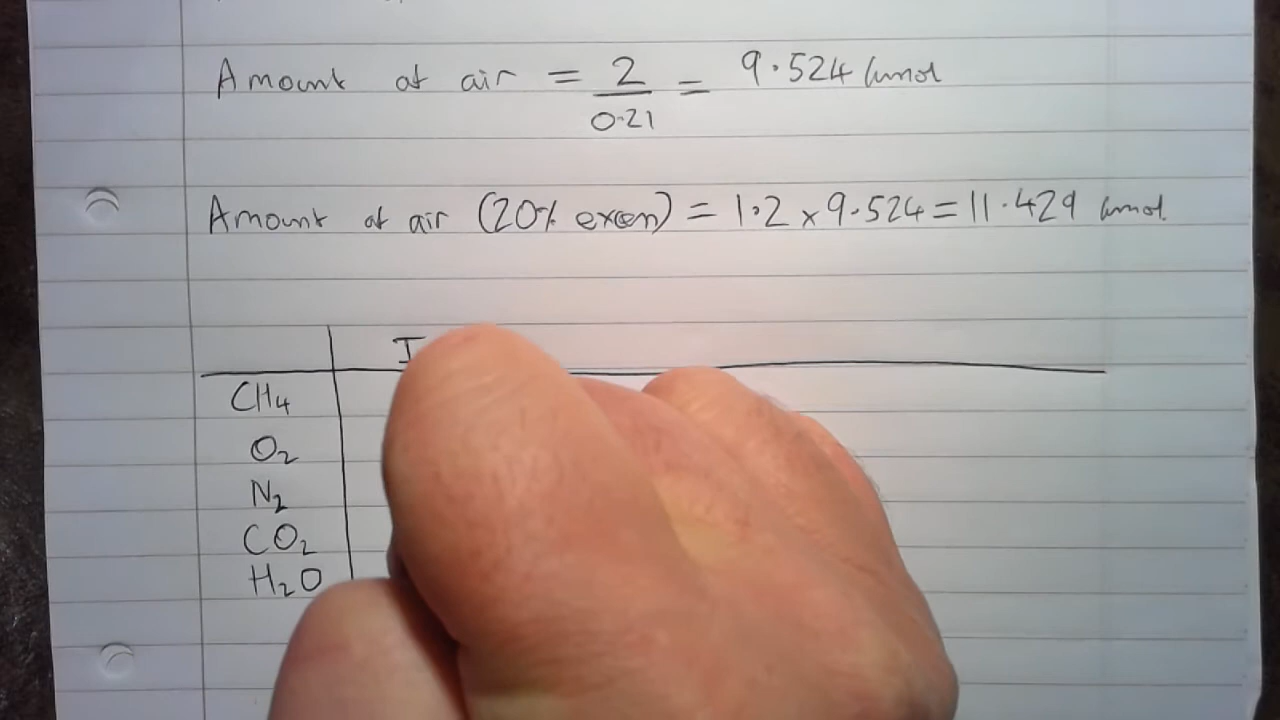 Amount of air = 2/0.21 = 9.524 kmol
Amount of air (20% excess) = 1.2 x 9.524 = 11.429 kmol
I
CH4
O2
N2
CO2
H2O